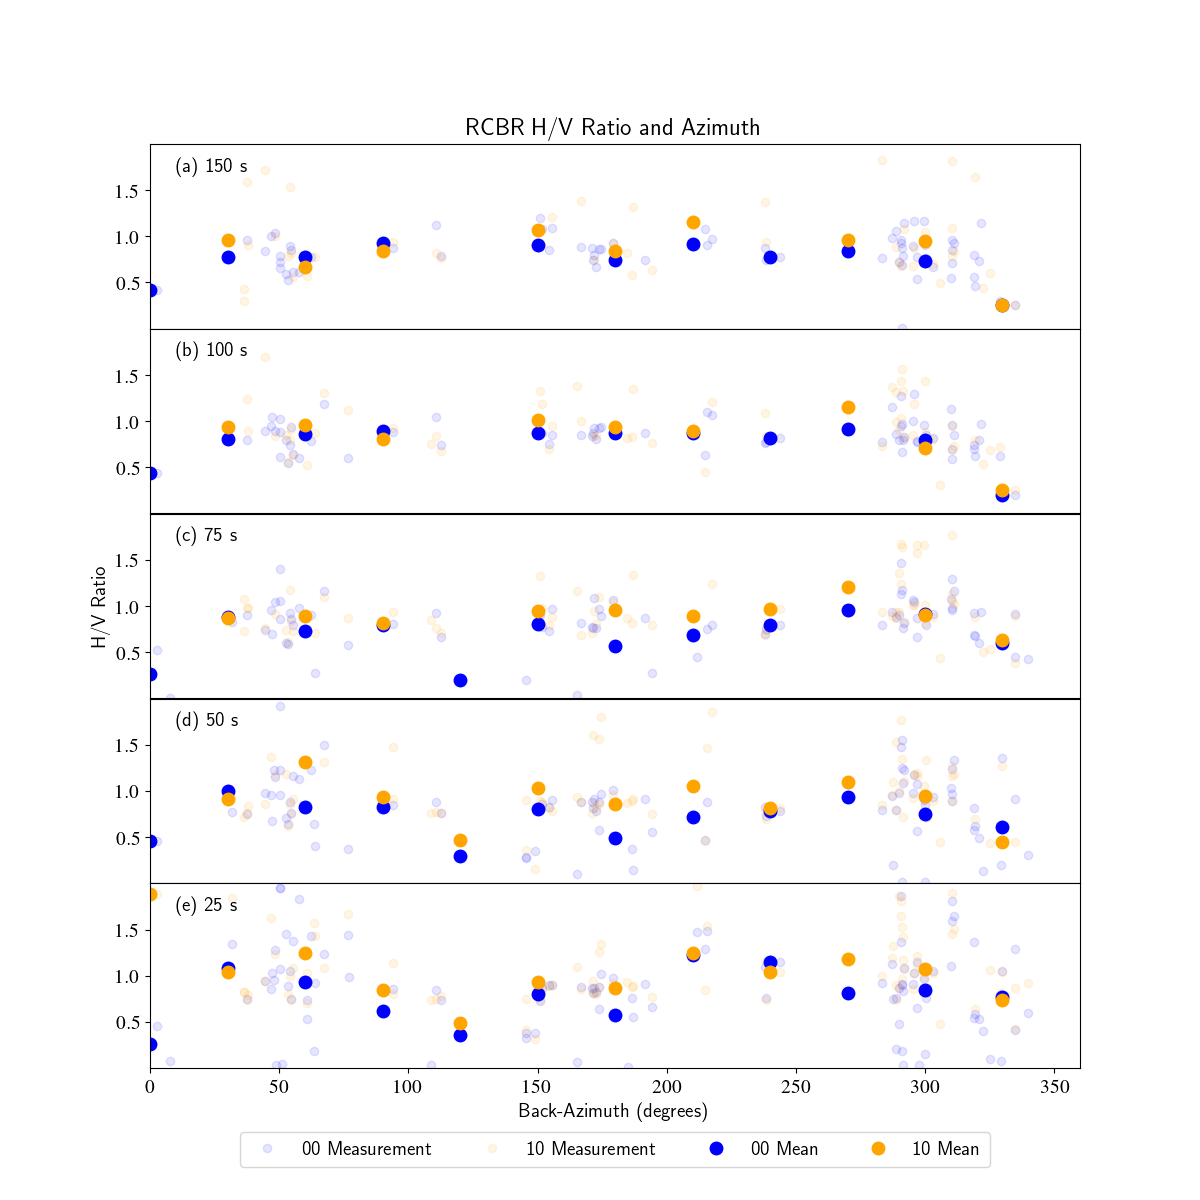 RCBR H/V Ratio and Azimuth
(a) 150 s
1.5
1.0
0.5
(b) 100 s
1.5
1.0
0.5
(c) 75 s
1.5
1.0
0.5
H/V Ratio
(d) 50 s
1.5
1.0
0.5
(e) 25 s
1.5
1.0
0.5
0 50 100 150 200 250 300 350
Back-Azimuth (degrees)
00 Measurement 10 Measurement 00 Mean 10 Mean